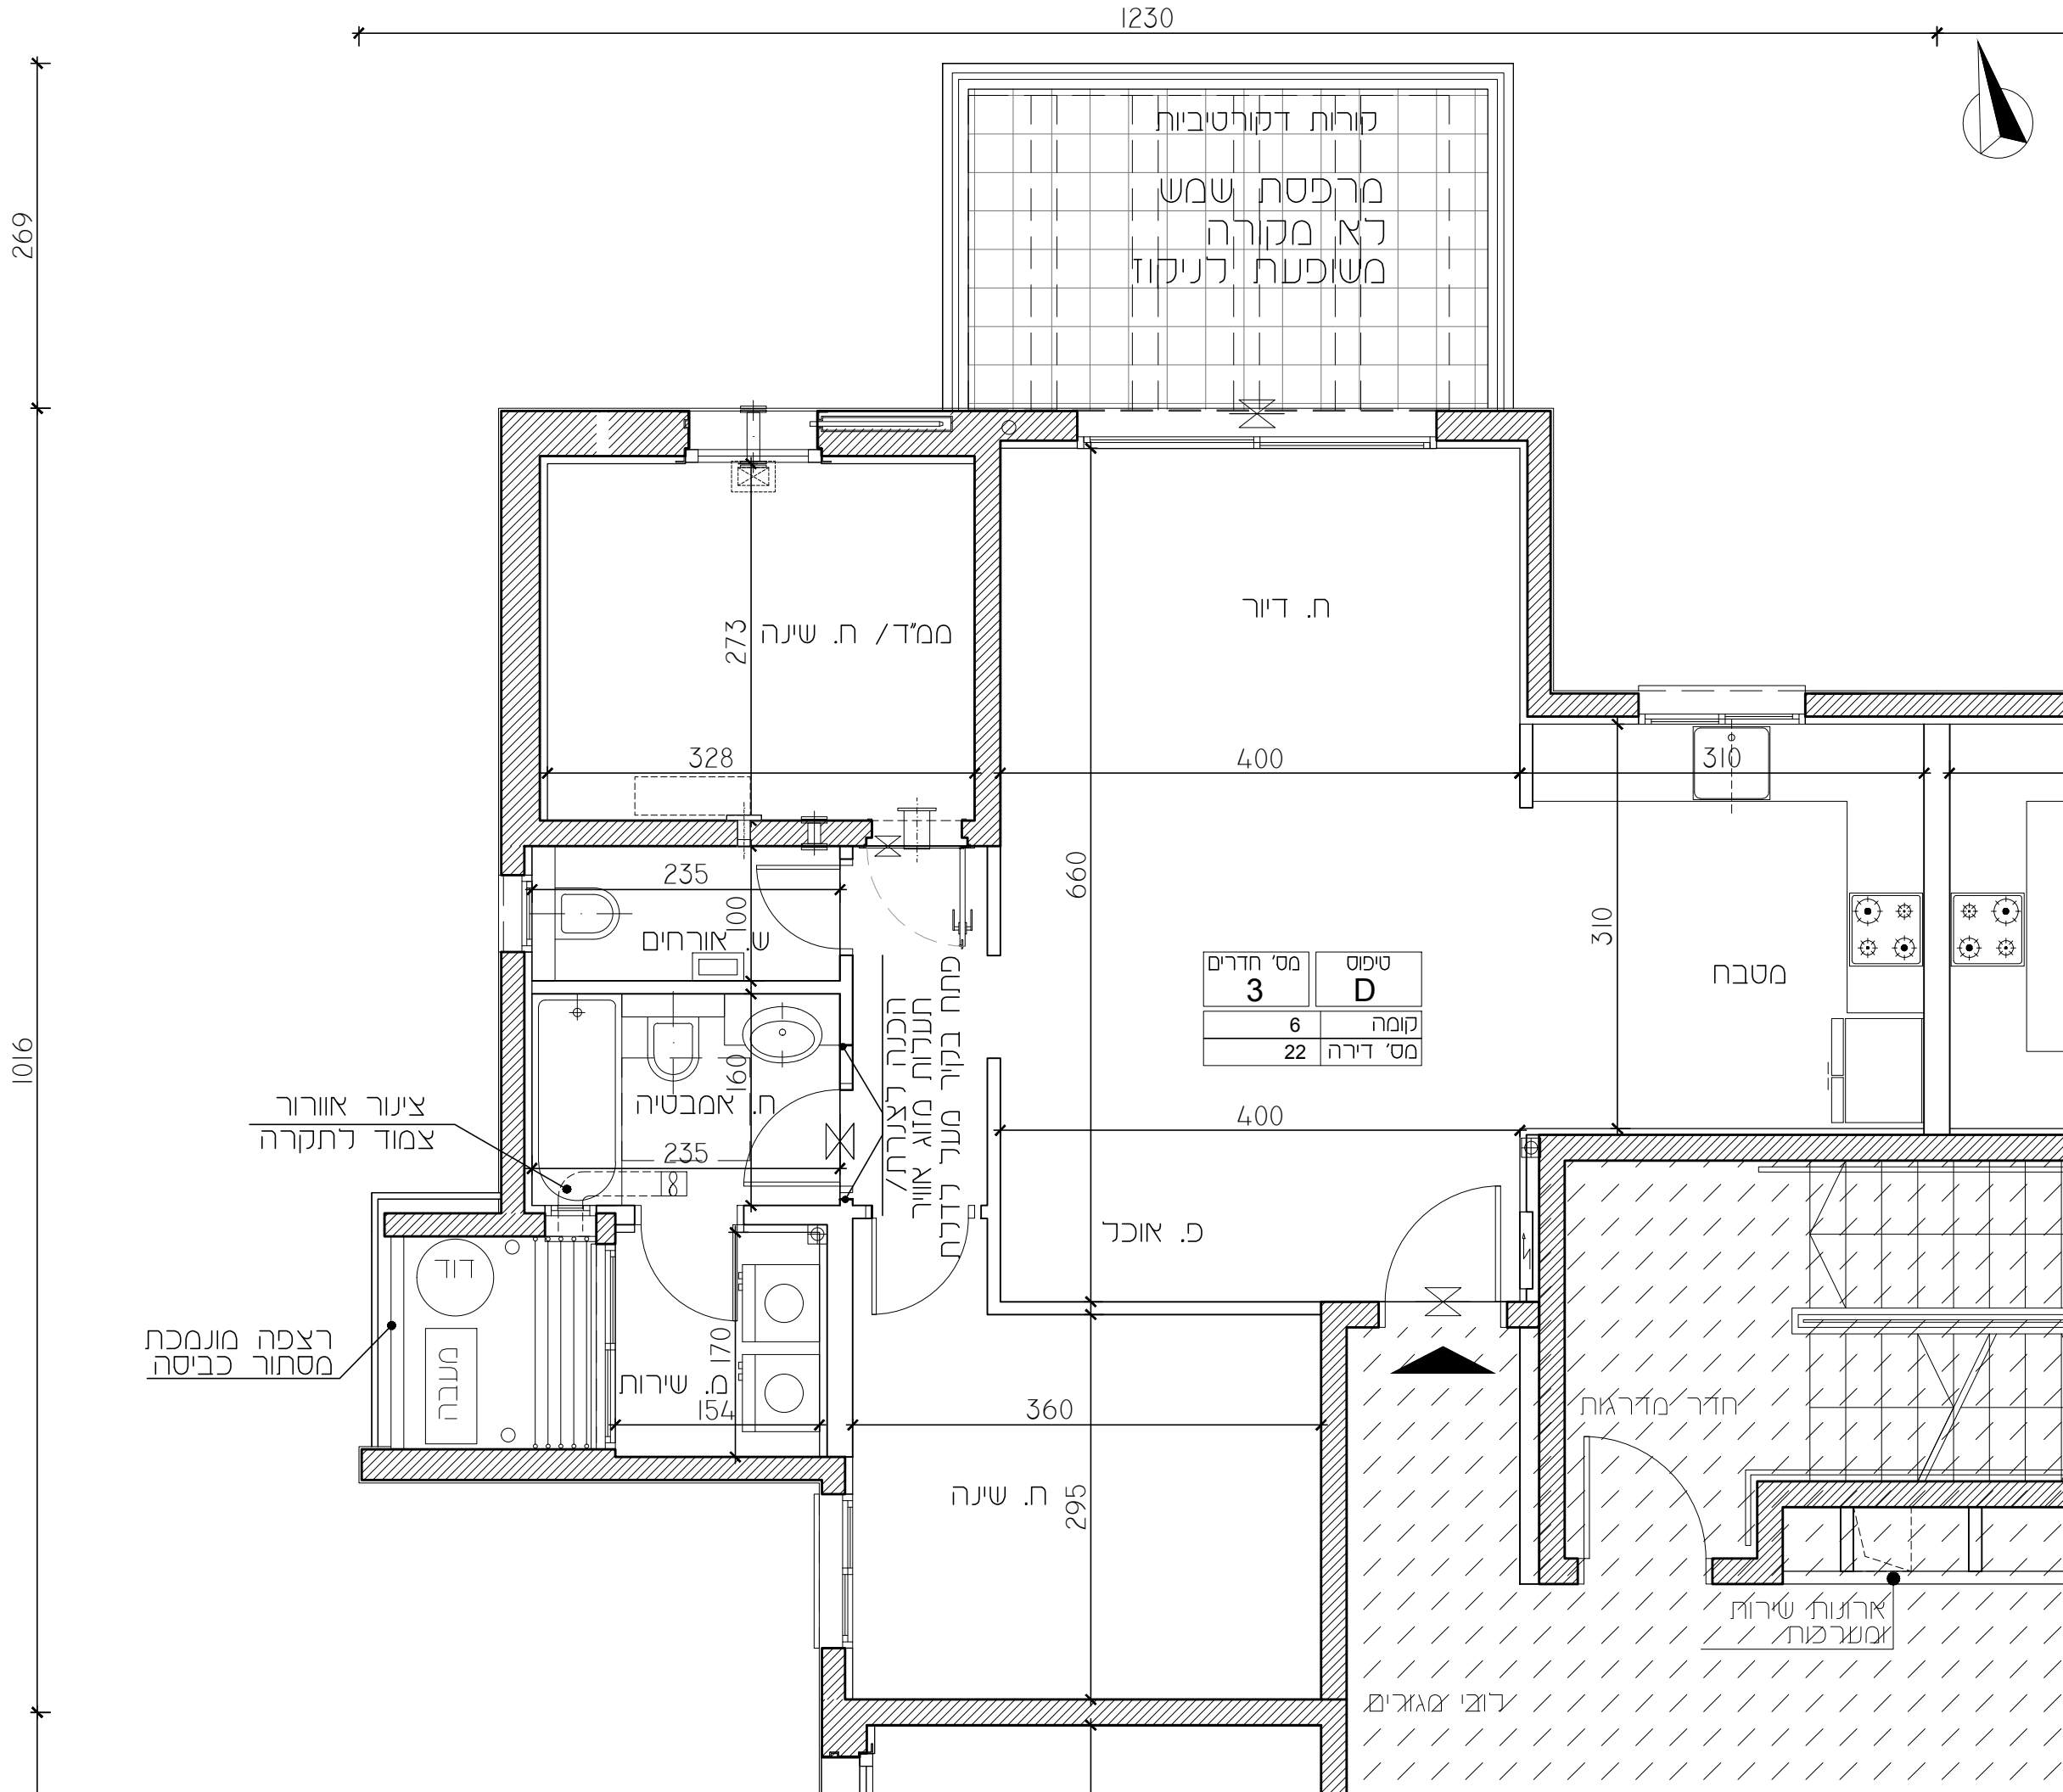 1230
269
1016
קורות דקורטיביות
מרפסת שמש
לא מקורה
משופעת לניקוז
ח. דיור
ממ"ד/ ח. שינה
273
328
400
310
660
310
מטבח
235
100
ש. אורחים
טיפוס
D
מס' חדרים
3
קומה 6
מס' דירה 22
הכנה לצנרת/
תעלות מזוג אוויר
פתח בקיר מעל לדלת
160
ח. אמבטיה
235
צינור אוורור
צמוד לתקרה
400
פ. אוכל
דוד
מעבה
רצפה מונמכת
מסתור כביסה
170
מ. שירות
154
360
ח. שינה
295
חדר מדרגות
ארונות שירות
ומערכות
לובי מגורים